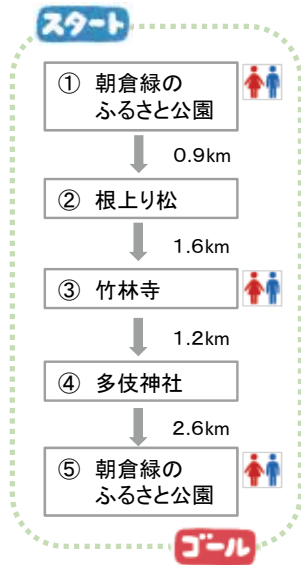 スタート
① 朝倉緑の
ふるさと公園
0.9km
② 根上り松
1.6km
③ 竹林寺
1.2km
④ 多伎神社
2.6km
⑤ 朝倉緑の
ふるさと公園
ゴール